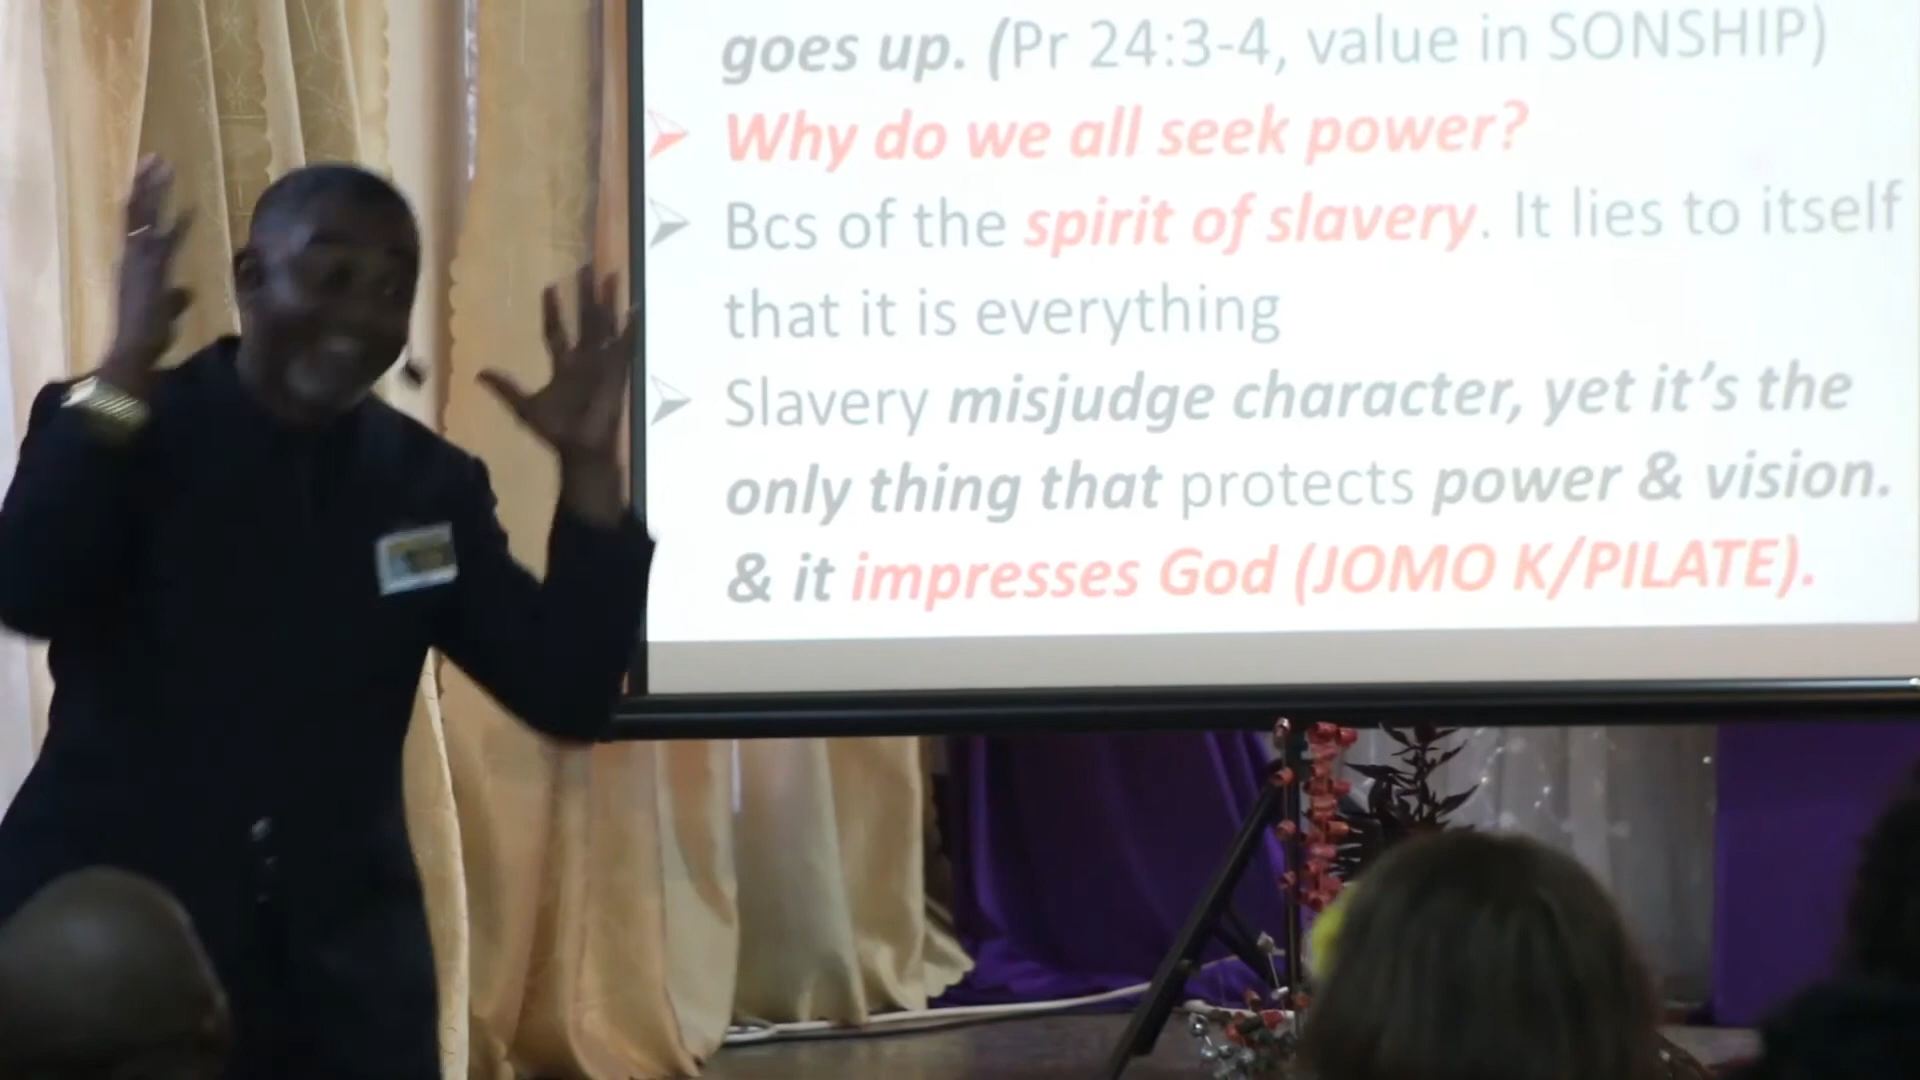 goes up. (Pr 24:3-4, value in SONSHIP)
Why do we all seek power?
Bcs of the spirit of slavery. It lies to itself
that it is everything
Slavery misjudge character, yet it's the
only thing that protects power & vision.
& it impresses God (JOMO K/PILATE).